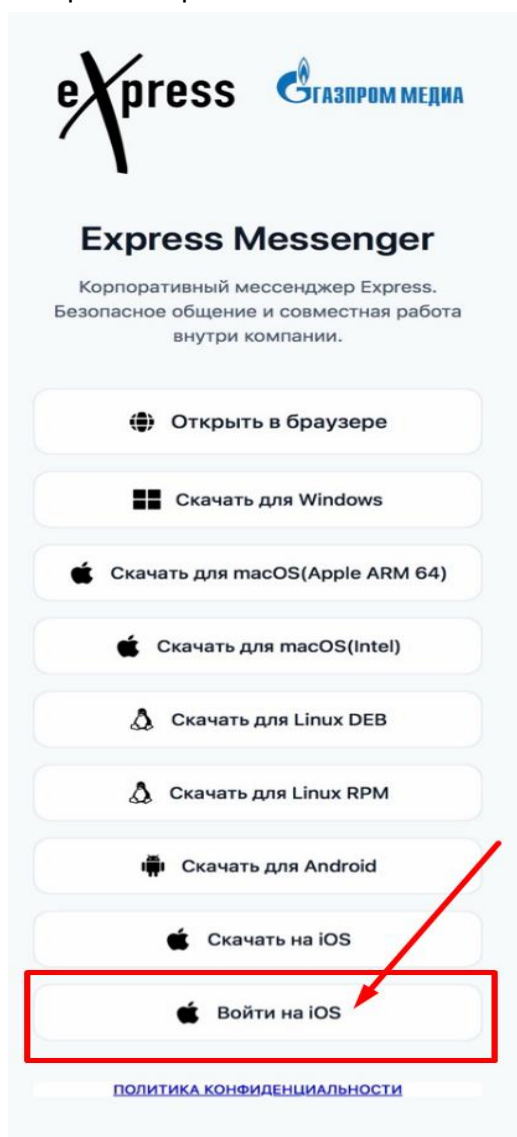 eXpress
ГАЗПРОМ МЕДИА
Express Messenger
Корпоративный мессенджер Express.
Безопасное общение и совместная работа
внутри компании.
Открыть в браузере
Скачать для Windows
Скачать для macOS(Apple ARM 64)
Скачать для macOS(Intel)
Скачать для Linux DEB
Скачать для Linux RPM
Скачать для Android
Скачать на iOS
Войти на iOS
ПОЛИТИКА КОНФИДЕНЦИАЛЬНОСТИ